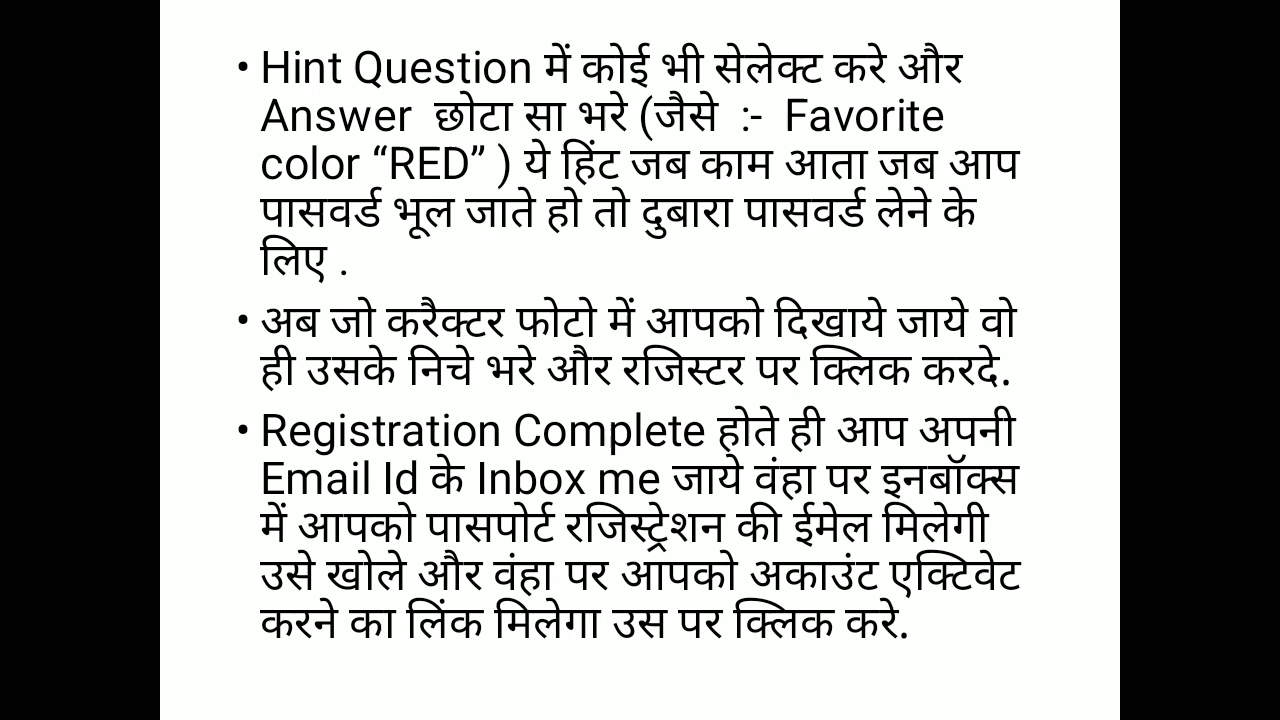 • Hint Question में कोई भी सेलेक्ट करे और
Answer छोटा सा भरे (जैसे :- Favorite
color “RED” ) ये हिंट जब काम आता जब आप
पासवर्ड भूल जाते हो तो दुबारा पासवर्ड लेने के
लिए .
• अब जो करैक्टर फोटो में आपको दिखाये जाये वो
ही उसके निचे भरे और रजिस्टर पर क्लिक करदे.
• Registration Complete होते ही आप अपनी
Email Id के Inbox me जाये वंहा पर इनबॉक्स
में आपको पासपोर्ट रजिस्ट्रेशन की ईमेल मिलेगी
उसे खोले और वंहा पर आपको अकाउंट एक्टिवेट
करने का लिंक मिलेगा उस पर क्लिक करे.